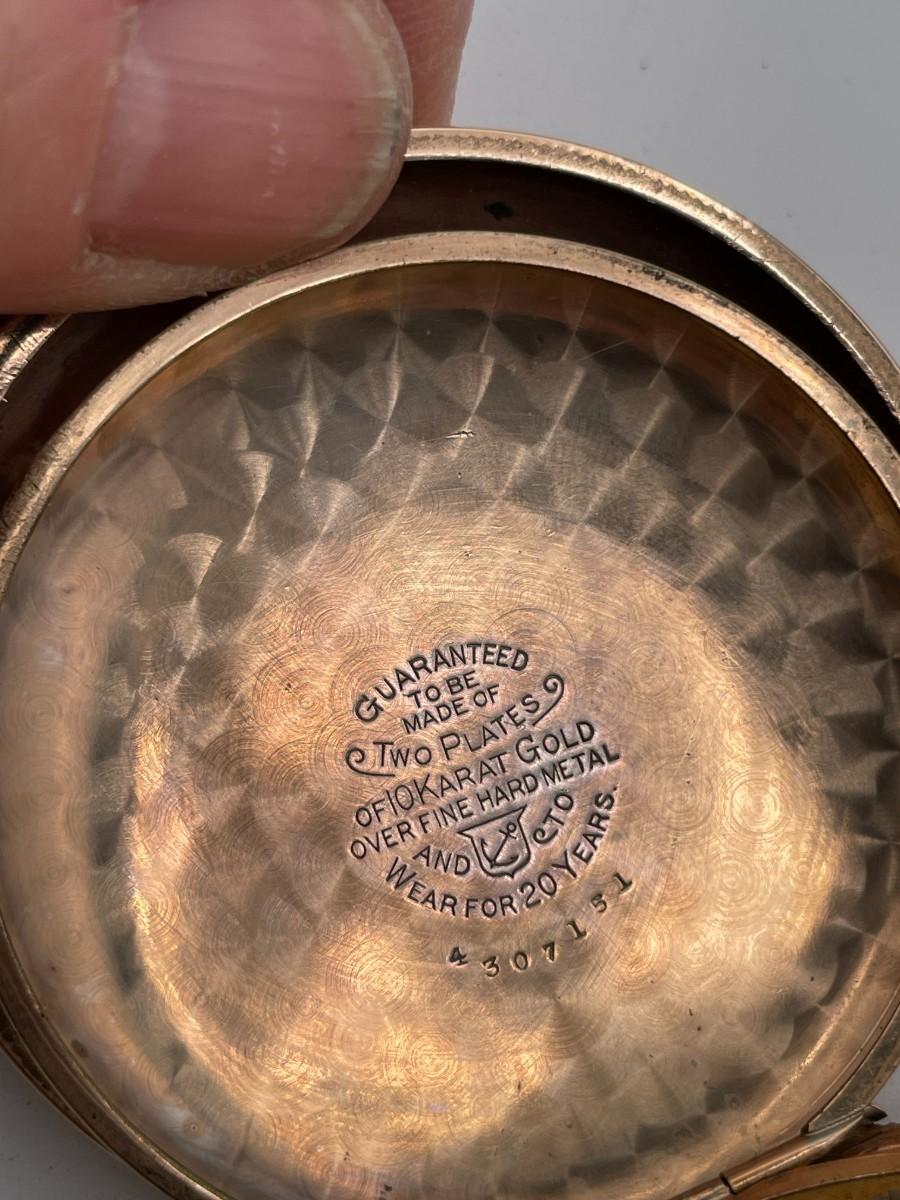 GUARANTEED
TO BE
MADE OF
TWO PLATES
OF 10 KARAT GOLD
OVER FINE HARD METAL
AND TO
WEAR FOR 20 YEARS.
4307151